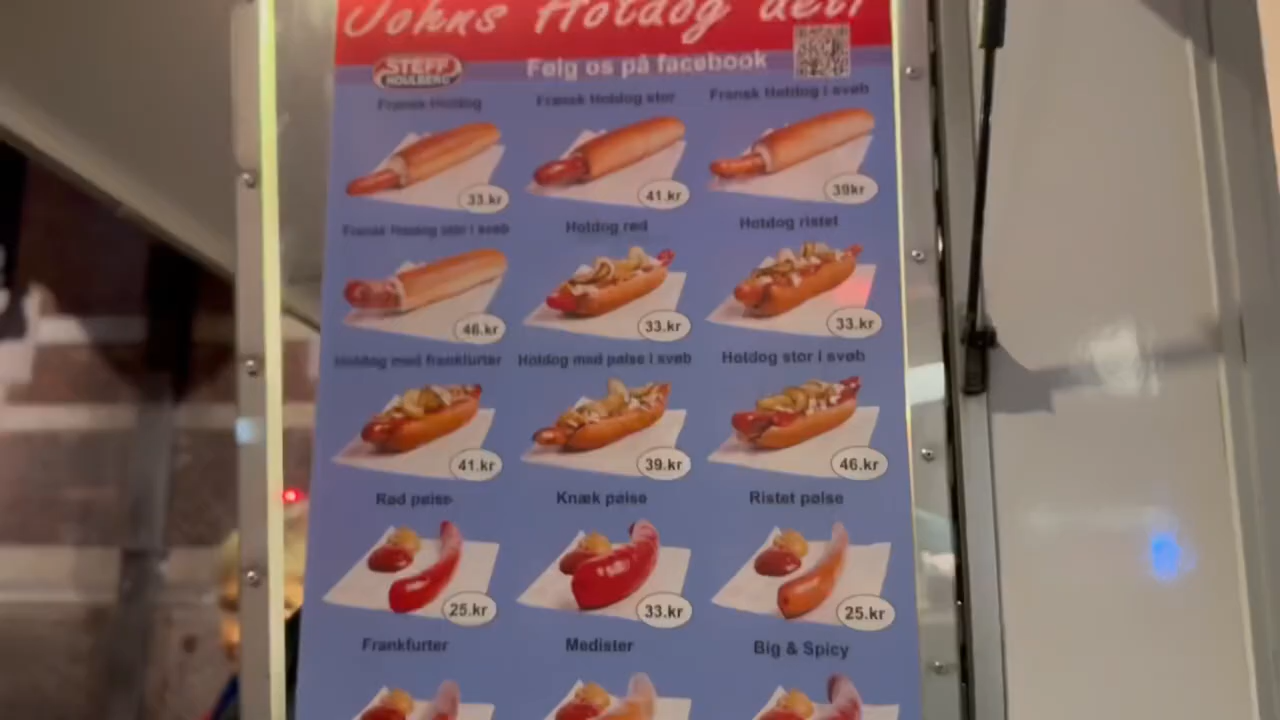 Johns Hotdog deli
STEFF
HOULBERG
Følg os på facebook
Fransk Hotdog
Fransk Hotdog stor
Fransk Hotdog i svøb
33.kr
41.kr
39kr
Fransk Hotdog stor i svøb
Hotdog rød
Hotdog ristet
46.kr
33.kr
33.kr
Hotdog med frankfurter
Hotdog med pølse i svøb
Hotdog stor i svøb
41.kr
39.kr
46.kr
Rød pølse
Knæk pølse
Ristet pølse
25.kr
33.kr
25.kr
Frankfurter
Medister
Big & Spicy